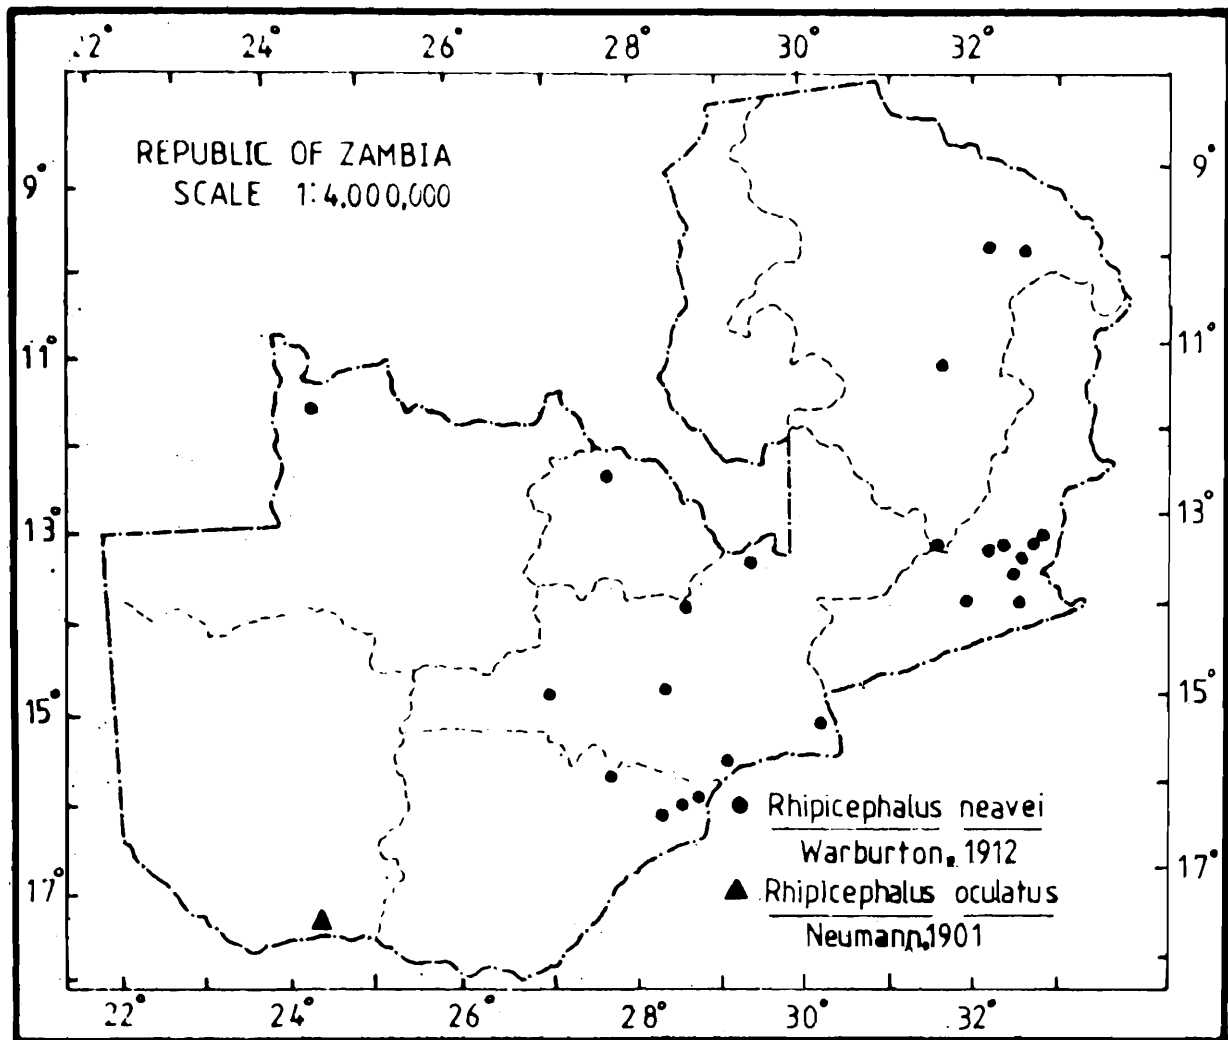 22° 24° 26° 28° 30° 32°
REPUBLIC OF ZAMBIA
SCALE 1:4,000,000
9° 9°
11° 11°
13° 13°
15° 15°
Rhipicephalus neavei
Warburton, 1912
17° 17°
Rhipicephalus oculatus
Neumann,1901
22° 24° 26° 28° 30° 32°